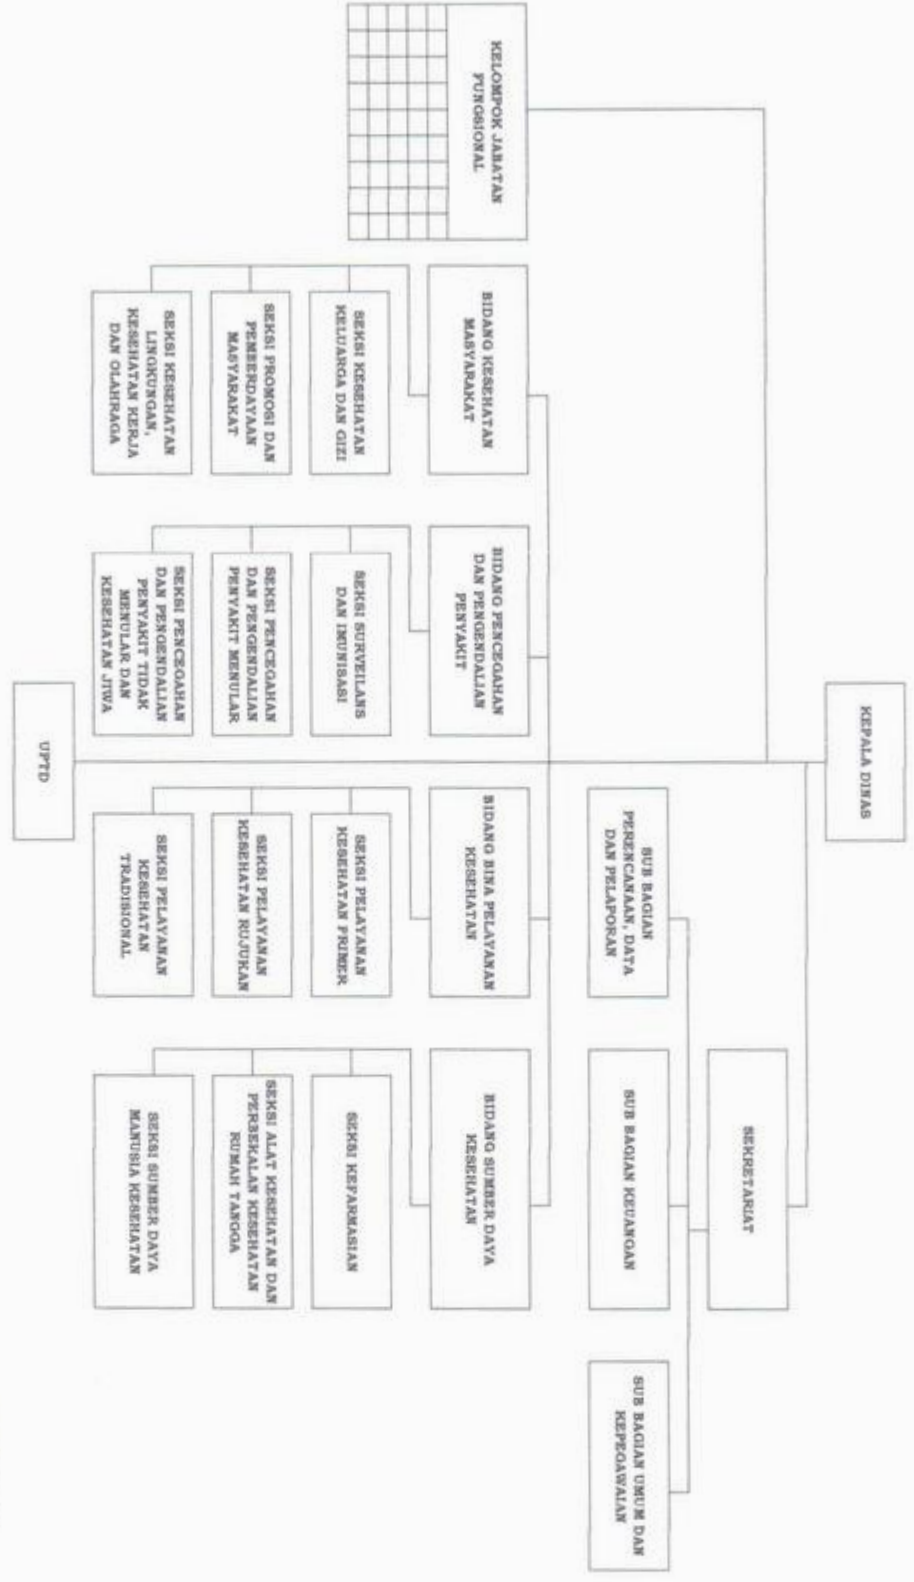 KEPALA DINAS
SEKRETARIAT
SUB BAGIAN
PERENCANAAN, DATA
DAN PELAPORAN
SUB BAGIAN KEUANGAN
SUB BAGIAN UMUM DAN
KEPEGAWAIAN
KELOMPOK JABATAN
FUNGSIONAL
BIDANG KESEHATAN
MASYARAKAT
SEKSI KESEHATAN
KELUARGA DAN GIZI
SEKSI PROMOSI DAN
PEMBERDAYAAN
MASYARAKAT
SEKSI KESEHATAN
LINGKUNGAN,
KESEHATAN KERJA
DAN OLAHRAGA
BIDANG PENCEGAHAN
DAN PENGENDALIAN
PENYAKIT
SEKSI SURVEILANS
DAN IMUNISASI
SEKSI PENCEGAHAN
DAN PENGENDALIAN
PENYAKIT MENULAR
SEKSI PENCEGAHAN
DAN PENGENDALIAN
PENYAKIT TIDAK
MENULAR DAN
KESEHATAN JIWA
BIDANG BINA PELAYANAN
KESEHATAN
SEKSI PELAYANAN
KESEHATAN PRIMER
SEKSI PELAYANAN
KESEHATAN RUJUKAN
SEKSI PELAYANAN
KESEHATAN
TRADISIONAL
BIDANG SUMBER DAYA
KESEHATAN
SEKSI KEFARMASIAN
SEKSI ALAT KESEHATAN DAN
PERBEKALAN KESEHATAN
RUMAH TANGGA
SEKSI SUMBER DAYA
MANUSIA KESEHATAN
UPTD